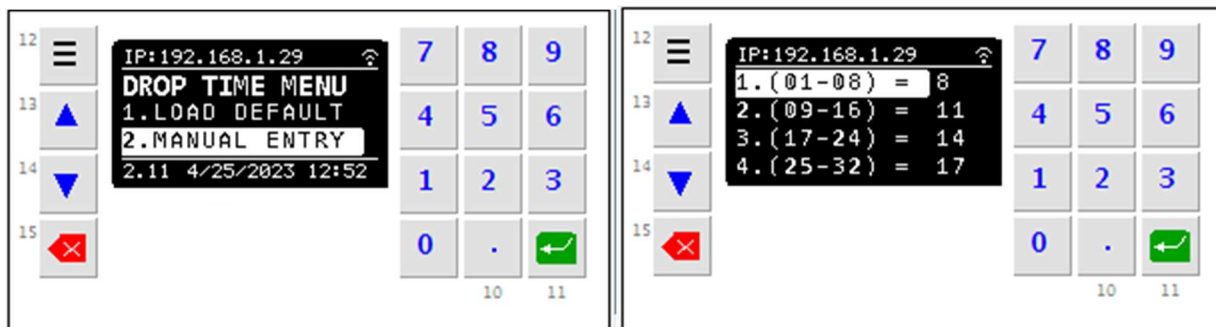 12
IP:192.168.1.29
DROP TIME MENU
1.LOAD DEFAULT
2.MANUAL ENTRY
2.11 4/25/2023 12:52
13
14
15
7 8 9
4 5 6
1 2 3
0 .
10 11
12
IP:192.168.1.29
1.(01-08) = 8
2.(09-16) = 11
3.(17-24) = 14
4.(25-32) = 17
13
14
15
7 8 9
4 5 6
1 2 3
0 .
10 11